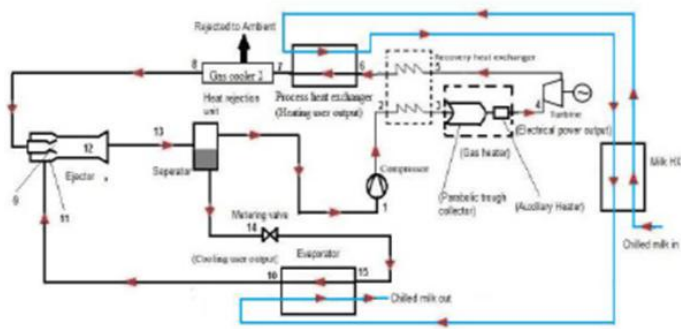 Rejected to Ambient
8
Gas cooler 2
7
6
Recovery heat exchanger
5
Heat rejection
unit
Process heat exchanger
(Heating user output)
2
3
4
Turbine
(Electrical power output)
(Gas heater)
12
13
Ejector
9
11
Seperator
Compressor
1
(Parabolic trough
collector)
(Auxillary Heater)
Milk HX
Chilled milk in
Metering valve
14
(Cooling user output)
Evaporator
10
15
Chilled milk out